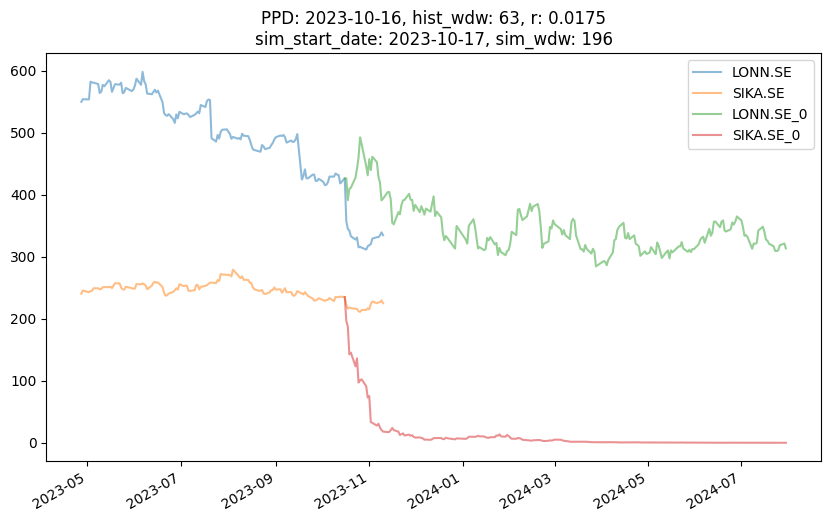 PPD: 2023-10-16, hist_wdw: 63, r: 0.0175
sim_start_date: 2023-10-17, sim_wdw: 196
LONN.SE
SIKA.SE
LONN.SE_0
SIKA.SE_0
600
500
400
300
200
100
0
2023-05
2023-07
2023-09
2023-11
2024-01
2024-03
2024-05
2024-07